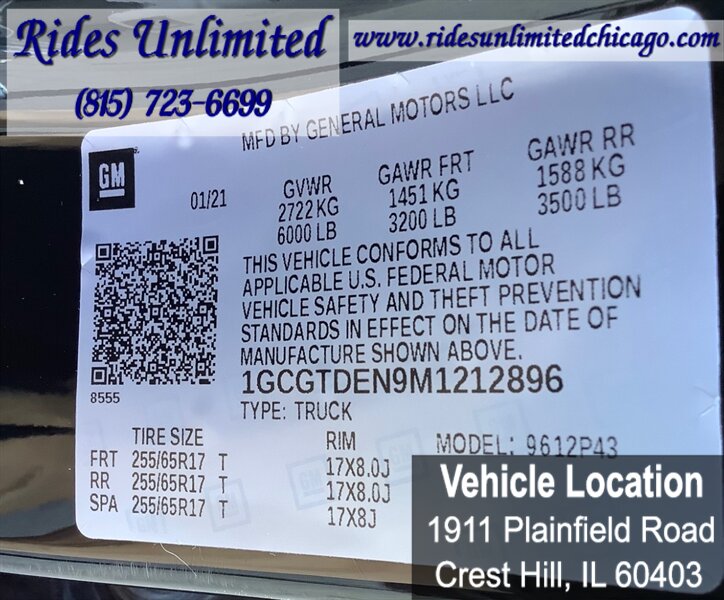 Rides Unlimited
(815) 723-6699
www.ridesunlimitedchicago.com
MFD BY GENERAL MOTORS LLC
GM
01/21
GVWR
2722 KG
6000 LB
GAWR FRT
1451 KG
3200 LB
GAWR RR
1588 KG
3500 LB
THIS VEHICLE CONFORMS TO ALL
APPLICABLE U.S. FEDERAL MOTOR
VEHICLE SAFETY AND THEFT PREVENTION
STANDARDS IN EFFECT ON THE DATE OF
MANUFACTURE SHOWN ABOVE.
8555
1GCGTDEN9M1212896
TYPE: TRUCK
MODEL: 9612P43
TIRE SIZE RIM
FRT 255/65R17 T 17X8.0J
RR 255/65R17 T 17X8.0J
SPA 255/65R17 T 17X8J
Vehicle Location
1911 Plainfield Road
Crest Hill, IL 60403